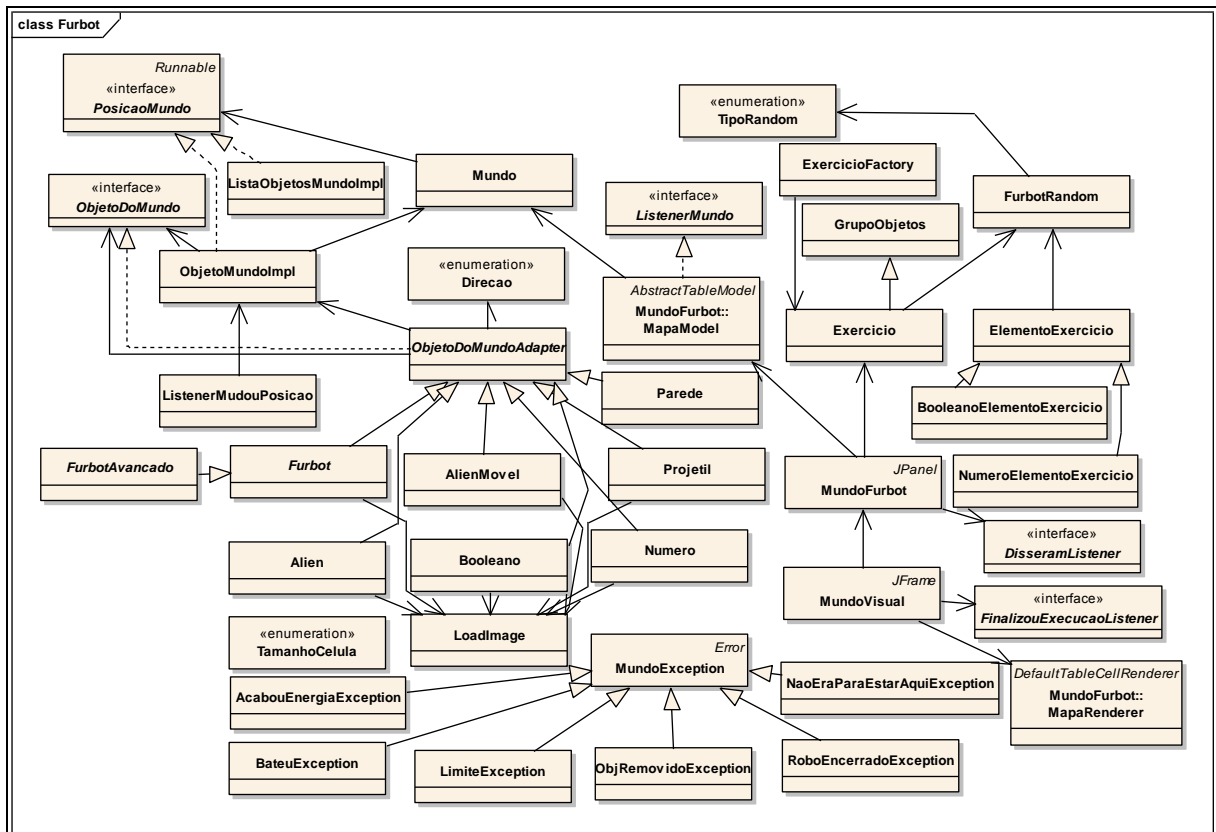 class Furbot
Runnable
«interface»
PosicaoMundo
«enumeration»
TipoRandom
ExercicioFactory
ListaObjetosMundoImpl
Mundo
«interface»
ObjetoDoMundo
«interface»
ListenerMundo
FurbotRandom
GrupoObjetos
ObjetoMundoImpl
«enumeration»
Direcao
AbstractTableModel
MundoFurbot::
MapaModel
Exercicio
ElementoExercicio
ObjetoDoMundoAdapter
ListenerMudouPosicao
Parede
BooleanoElementoExercicio
FurbotAvancado
Furbot
AlienMovel
Projetil
JPanel
MundoFurbot
NumeroElementoExercicio
«interface»
DisseramListener
Alien
Booleano
Numero
JFrame
MundoVisual
«interface»
FinalizouExecucaoListener
«enumeration»
TamanhoCelula
LoadImage
Error
MundoException
NaoEraParaEstarAquiException
DefaultTableCellRenderer
MundoFurbot::
MapaRenderer
AcabouEnergiaException
BateuException
LimiteException
ObjRemovidoException
RoboEncerradoException